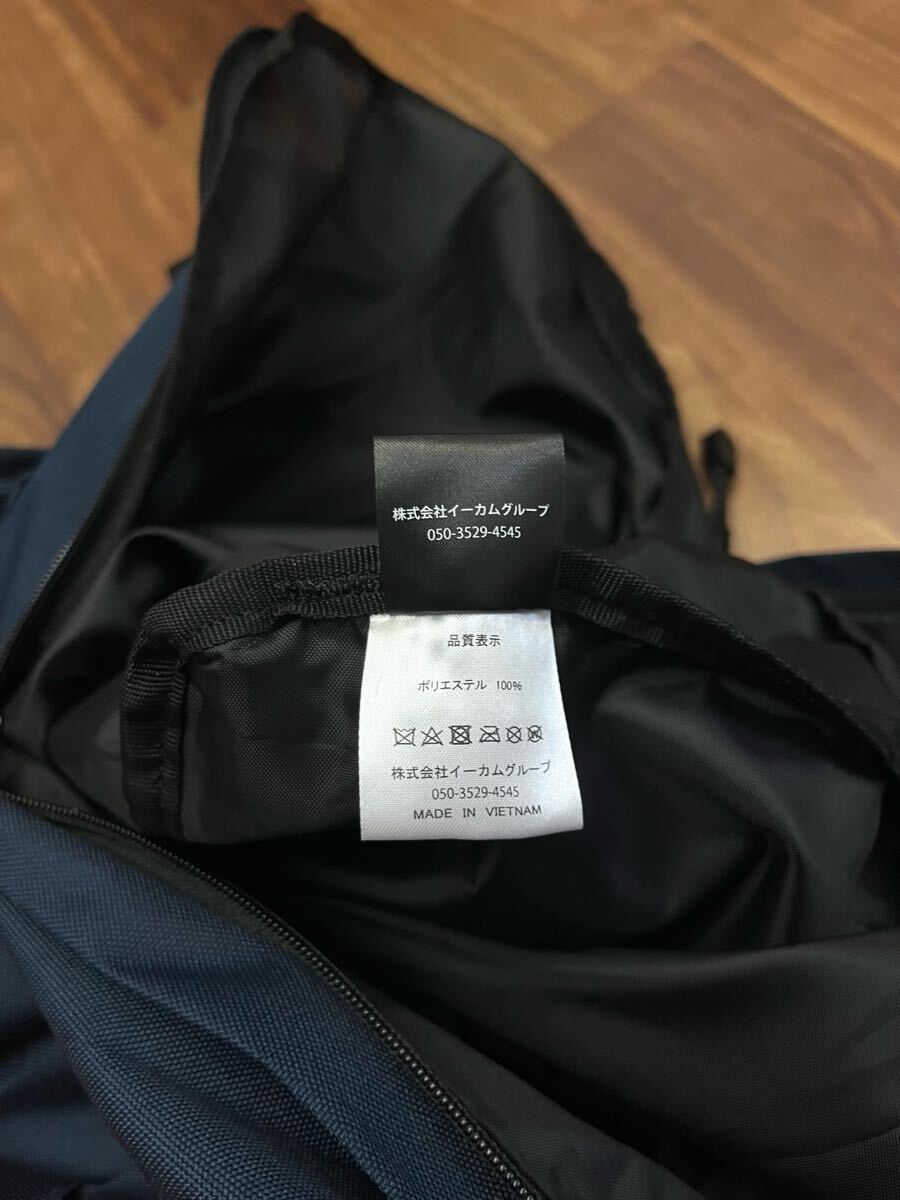 株式会社イーカムグループ
050-3529-4545
品質表示
ポリエステル 100%
株式会社イーカムグループ
050-3529-4545
MADE IN VIETNAM